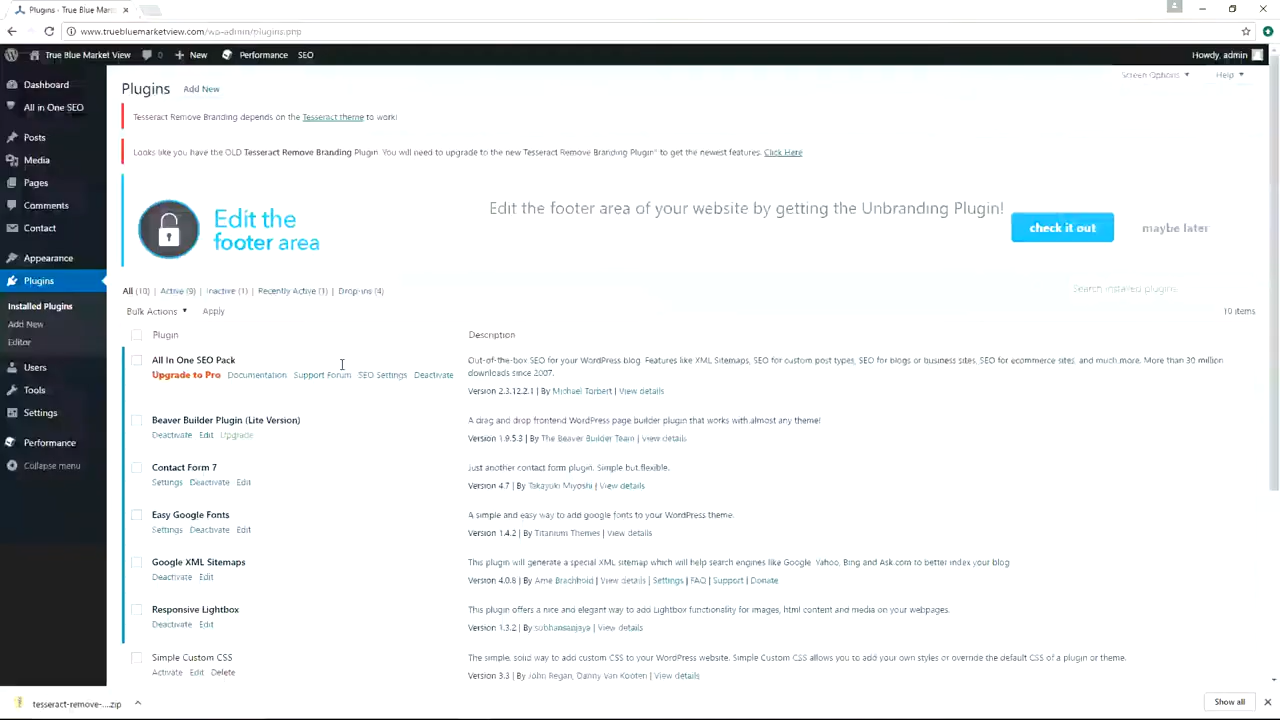 Plugins - True Blue Mar
www.truebluemarketview.com/wp-admin/plugins.php
True Blue Market View 0 New Performance SEO Howdy, admin
Screen Options Help
Dashboard
All in One SEO
Posts
Media
Pages
Comments
Contact
Appearance
Plugins
Installed Plugins
Add New
Editor
Users
Tools
Settings
Performance
Collapse menu
Plugins Add New
Tesseract Remove Branding depends on the Tesseract theme to work!
Looks like you have the OLD Tesseract Remove Branding Plugin. You will need to upgrade to the new Tesseract Remove Branding Plugin" to get the newest features. Click Here
Edit the
footer area
Edit the footer area of your website by getting the Unbranding Plugin!
check it out maybe later
All (10) | Active (9) | Inactive (1) | Recently Active (1) | Drop-ins (4)
Search installed plugins
Bulk Actions Apply 10 items
Plugin Description
All In One SEO Pack
Upgrade to Pro Documentation Support Forum SEO Settings Deactivate
Out-of-the-box SEO for your WordPress blog. Features like XML Sitemaps, SEO for custom post types, SEO for blogs or business sites, SEO for ecommerce sites, and much more. More than 30 million
downloads since 2007.
Version 2.3.12.2.1 | By Michael Torbert | View details
Beaver Builder Plugin (Lite Version)
Deactivate Edit Upgrade
A drag and drop frontend WordPress page builder plugin that works with almost any theme!
Version 1.9.5.3 | By The Beaver Builder Team | View details
Contact Form 7
Settings Deactivate Edit
Just another contact form plugin. Simple but flexible.
Version 4.7 | By Takayuki Miyoshi | View details
Easy Google Fonts
Settings Deactivate Edit
A simple and easy way to add google fonts to your WordPress theme.
Version 1.4.2 | By Titanium Themes | View details
Google XML Sitemaps
Deactivate Edit
This plugin will generate a special XML sitemap which will help search engines like Google, Yahoo, Bing and Ask.com to better index your blog
Version 4.0.8 | By Arne Brachhold | View details | Settings | FAQ | Support | Donate
Responsive Lightbox
Deactivate Edit
This plugin offers a nice and elegant way to add Lightbox functionality for images, html content and media on your webpages.
Version 1.3.2 | By subhansanjaya | View details
Simple Custom CSS
Activate Edit Delete
The simple, solid way to add custom CSS to your WordPress website. Simple Custom CSS allows you to add your own styles or override the default CSS of a plugin or theme.
Version 3.3 | By John Regan, Danny Van Kooten | View details
tesseract-remove-....zip Show all